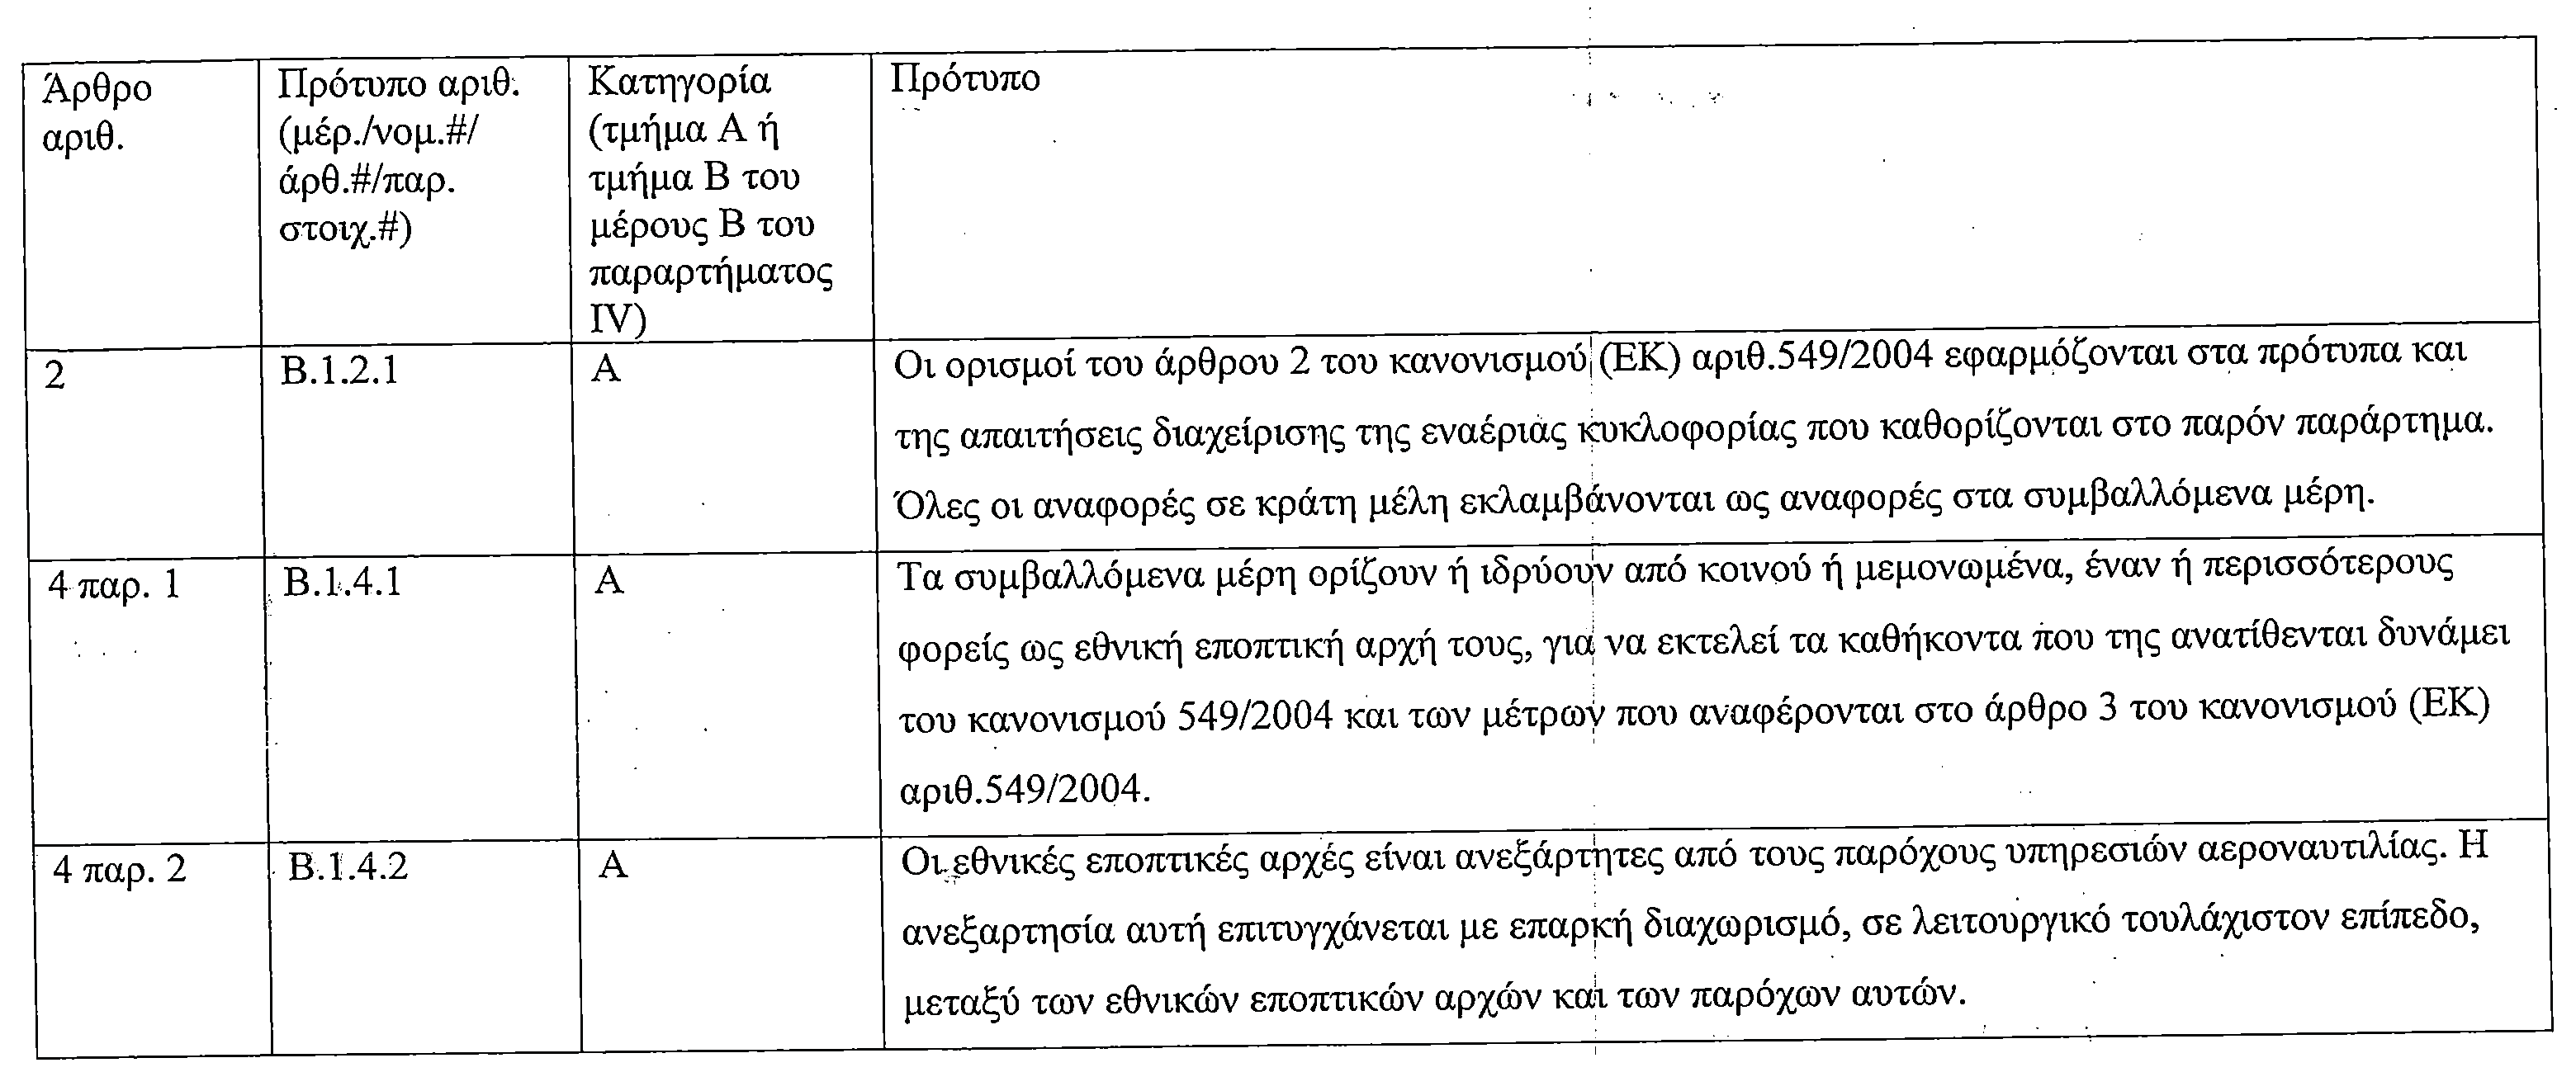 Άρθρο
αριθ.
Πρότυπο αριθ.
(μέρ./νομ.#/
άρθ.#/παρ.
στοιχ.#)
Κατηγορία
(τμήμα Α ή
τμήμα Β του
μέρους Β του
παραρτήματος
IV)
Πρότυπο
2
Β.1.2.1
Α
Οι ορισμοί του άρθρου 2 του κανονισμού (ΕΚ) αριθ.549/2004 εφαρμόζονται στα πρότυπα και
της απαιτήσεις διαχείρισης της εναέριας κυκλοφορίας που καθορίζονται στο παρόν παράρτημα.
Όλες οι αναφορές σε κράτη μέλη εκλαμβάνονται ως αναφορές στα συμβαλλόμενα μέρη.
4 παρ. 1
Β.1.4.1
Α
Τα συμβαλλόμενα μέρη ορίζουν ή ιδρύουν από κοινού ή μεμονωμένα, έναν ή περισσότερους
φορείς ως εθνική εποπτική αρχή τους, για να εκτελεί τα καθήκοντα που της ανατίθενται δυνάμει
του κανονισμού 549/2004 και των μέτρων που αναφέρονται στο άρθρο 3 του κανονισμού (ΕΚ)
αριθ.549/2004.
4 παρ. 2
Β.1.4.2
Α
Οι εθνικές εποπτικές αρχές είναι ανεξάρτητες από τους παρόχους υπηρεσιών αεροναυτιλίας. Η
ανεξαρτησία αυτή επιτυγχάνεται με επαρκή διαχωρισμό, σε λειτουργικό τουλάχιστον επίπεδο,
μεταξύ των εθνικών εποπτικών αρχών και των παρόχων αυτών.